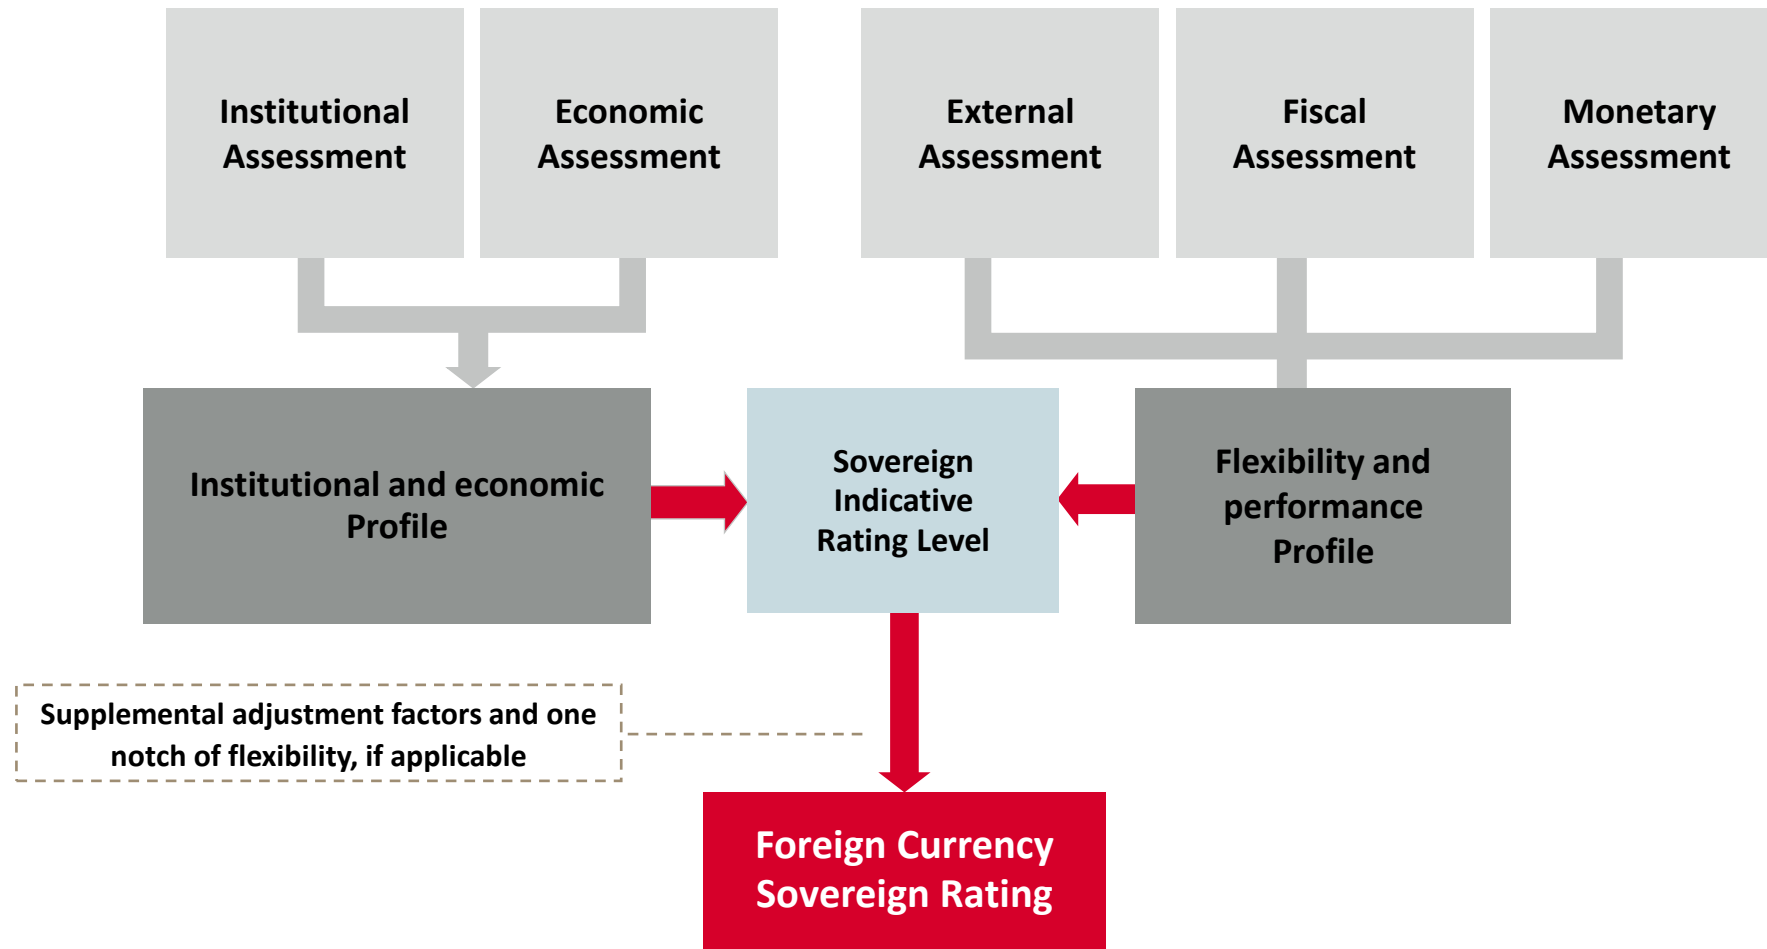 Institutional
Assessment
Economic
Assessment
External
Assessment
Fiscal
Assessment
Monetary
Assessment
Institutional and economic
Profile
Sovereign
Indicative
Rating Level
Flexibility and
performance
Profile
Supplemental adjustment factors and one
notch of flexibility, if applicable
Foreign Currency
Sovereign Rating